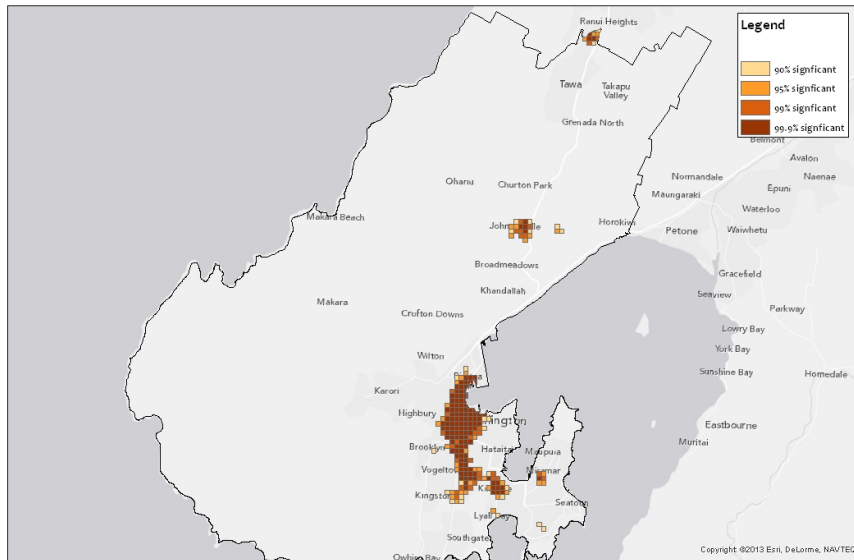 Ranui Heights
Legend
90% signficant
95% signficant
99% signficant
99.9% signficant
Tawa
Takapu
Valley
Grenada North
Belmont
Avalon
Naenae
Normandale
Epuni
Maungaraki
Waterloo
Ohariu
Churton Park
Makara Beach
Horokiwi
Petone
Waiwhetu
Broadmeadows
Khandallah
Gracefield
Seaview
Parkway
Makara
Crofton Downs
Lowry Bay
York Bay
Wilton
Sunshine Bay
Homedale
Karori
Highbury
Eastbourne
Brooklyn
Hataitai
Maupuia
Muritai
Miramar
Seatoun
Lyall Bay
Southgate
Owhiro Bay
Copyright: ©2013 Esri, DeLorme, NAVTEQ